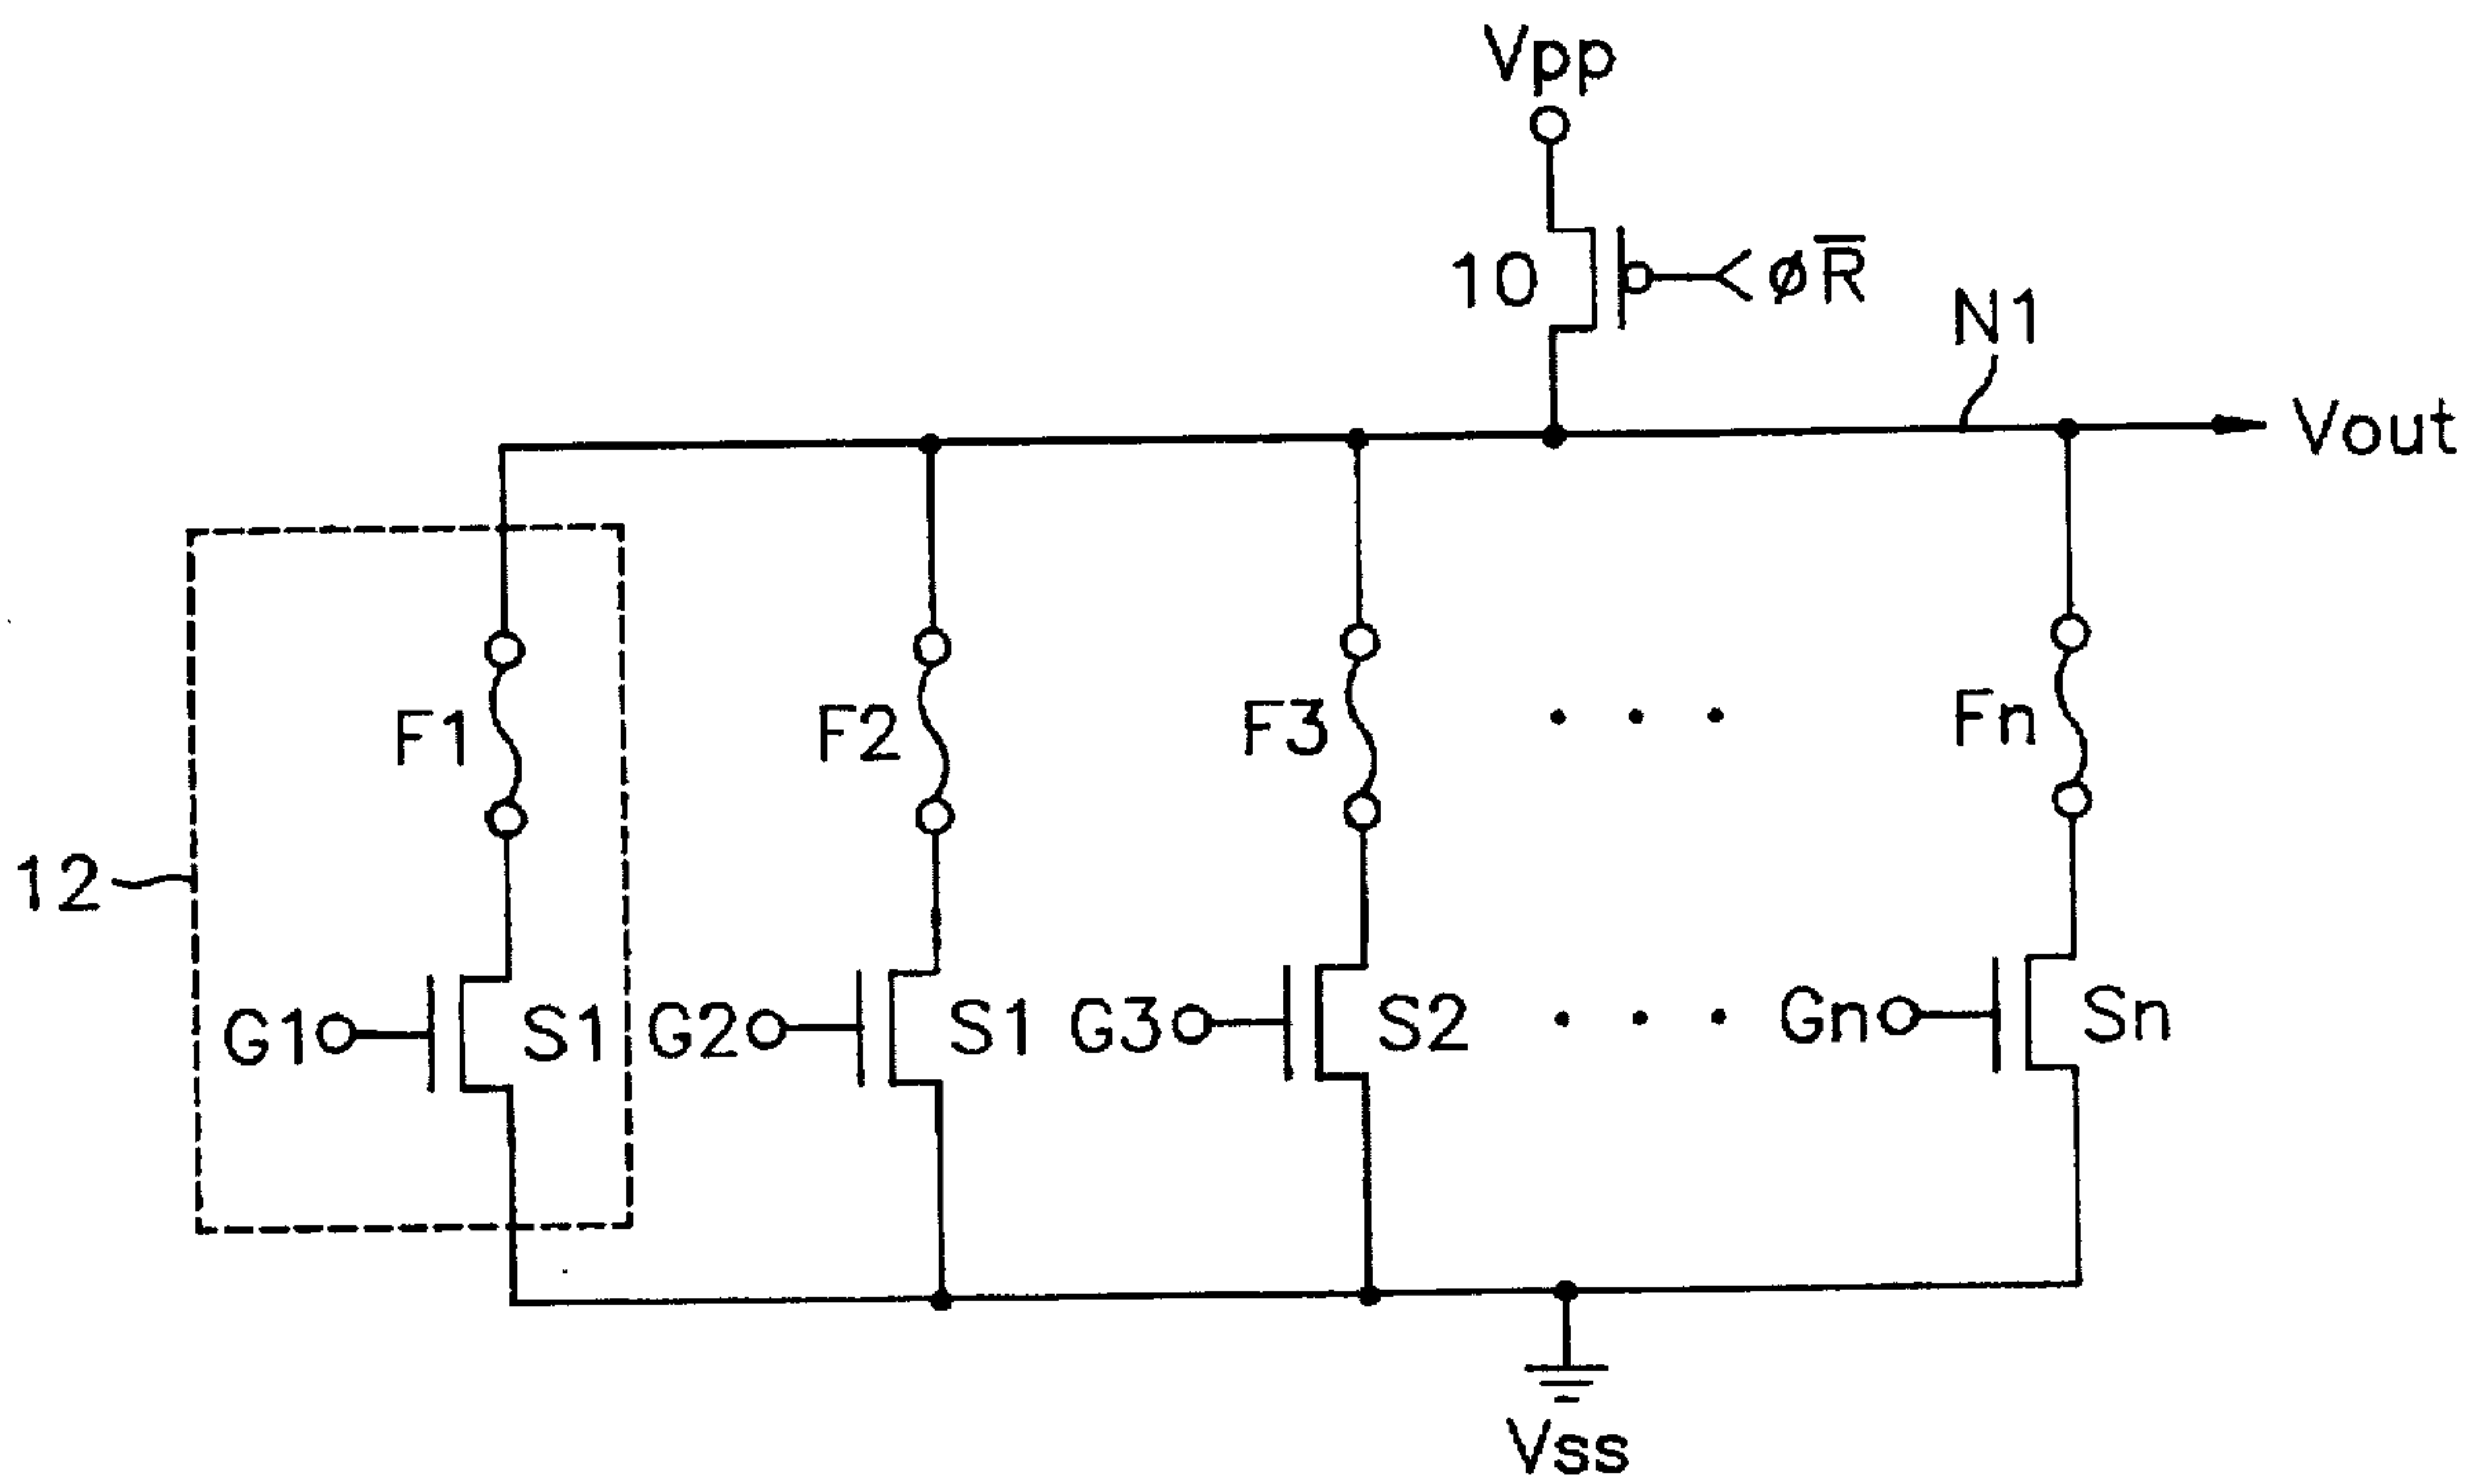 Vpp
10
øR̅
N1
Vout
F1
F2
F3
. . .
Fn
12
G1
S1
G2
S1
G3
S2
. . .
Gn
Sn
Vss